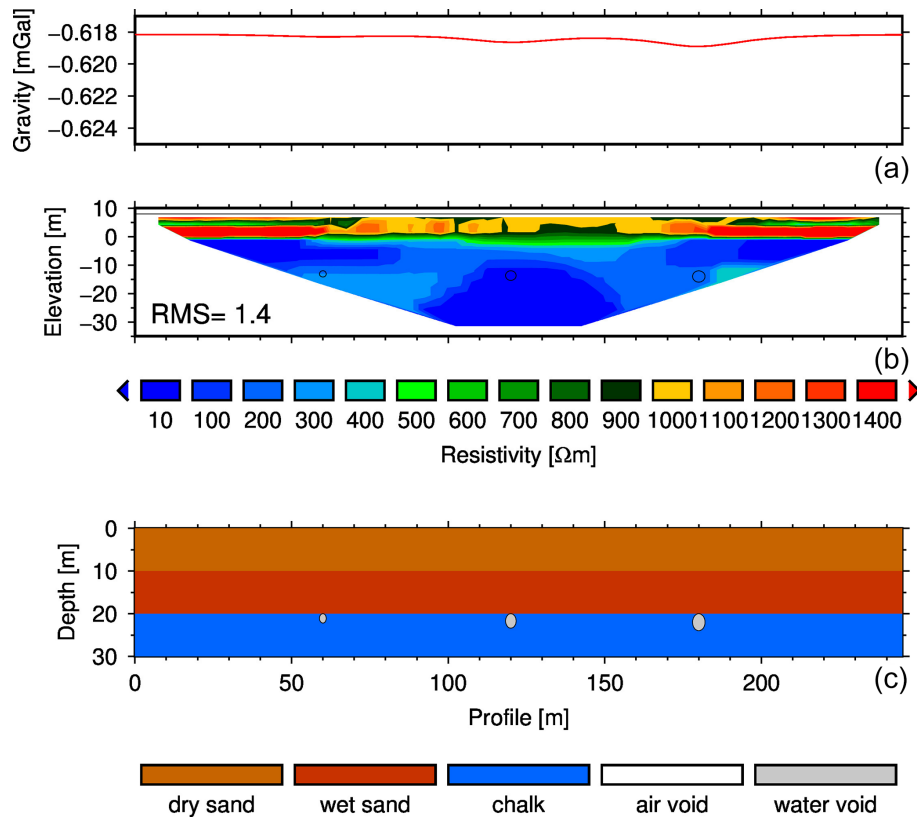 Gravity [mGal]
−0.618
−0.620
−0.622
−0.624
(a)
Elevation [m]
10
0
−10
−20
−30
RMS= 1.4
(b)
10 100 200 300 400 500 600 700 800 900 1000 1100 1200 1300 1400
Resistivity [Ωm]
Depth [m]
0
10
20
30
(c)
0 50 100 150 200
Profile [m]
dry sand wet sand chalk air void water void